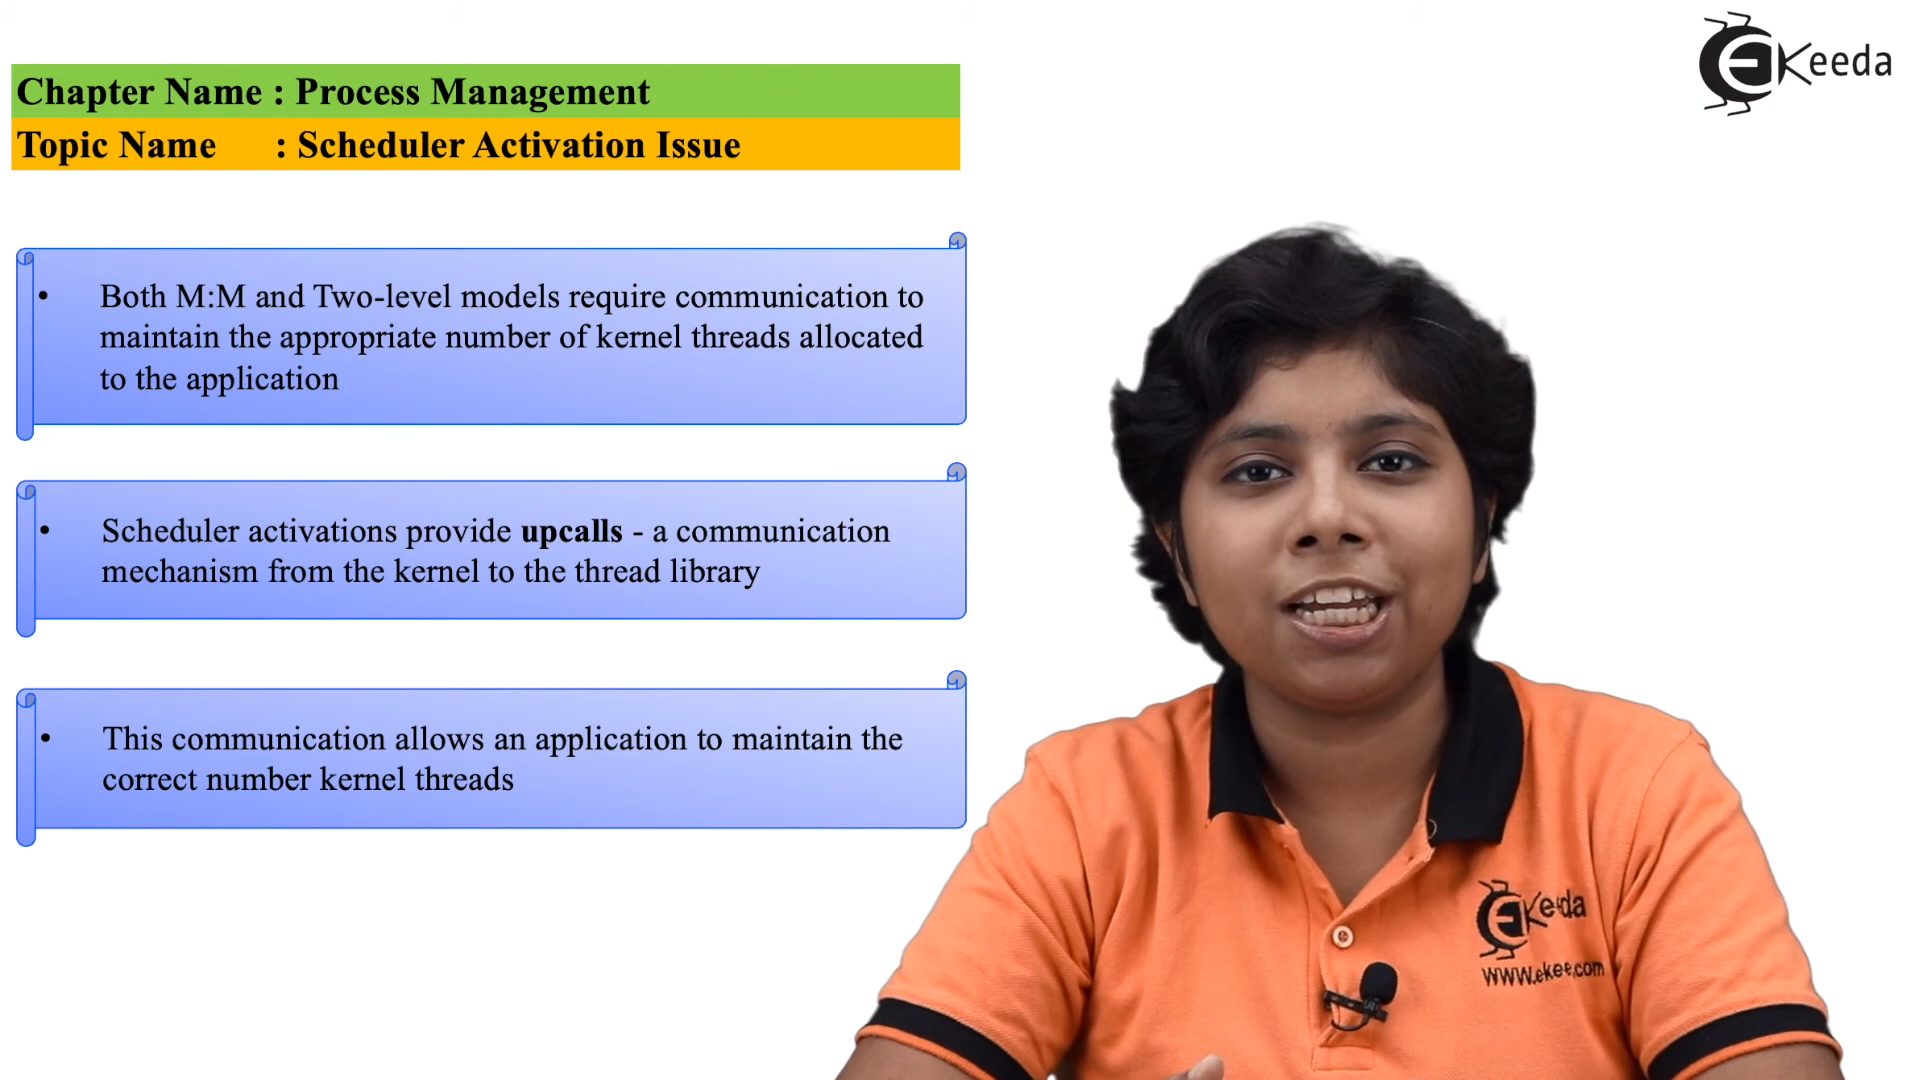 Keeda
Chapter Name : Process Management
Topic Name : Scheduler Activation Issue
• Both M:M and Two-level models require communication to
maintain the appropriate number of kernel threads allocated
to the application
• Scheduler activations provide upcalls - a communication
mechanism from the kernel to the thread library
• This communication allows an application to maintain the
correct number kernel threads